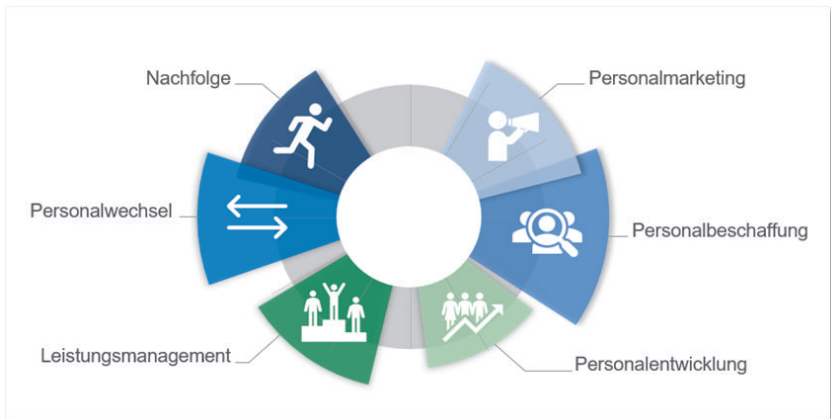 Nachfolge
Personalmarketing
Personalwechsel
Personalbeschaffung
Leistungsmanagement
Personalentwicklung